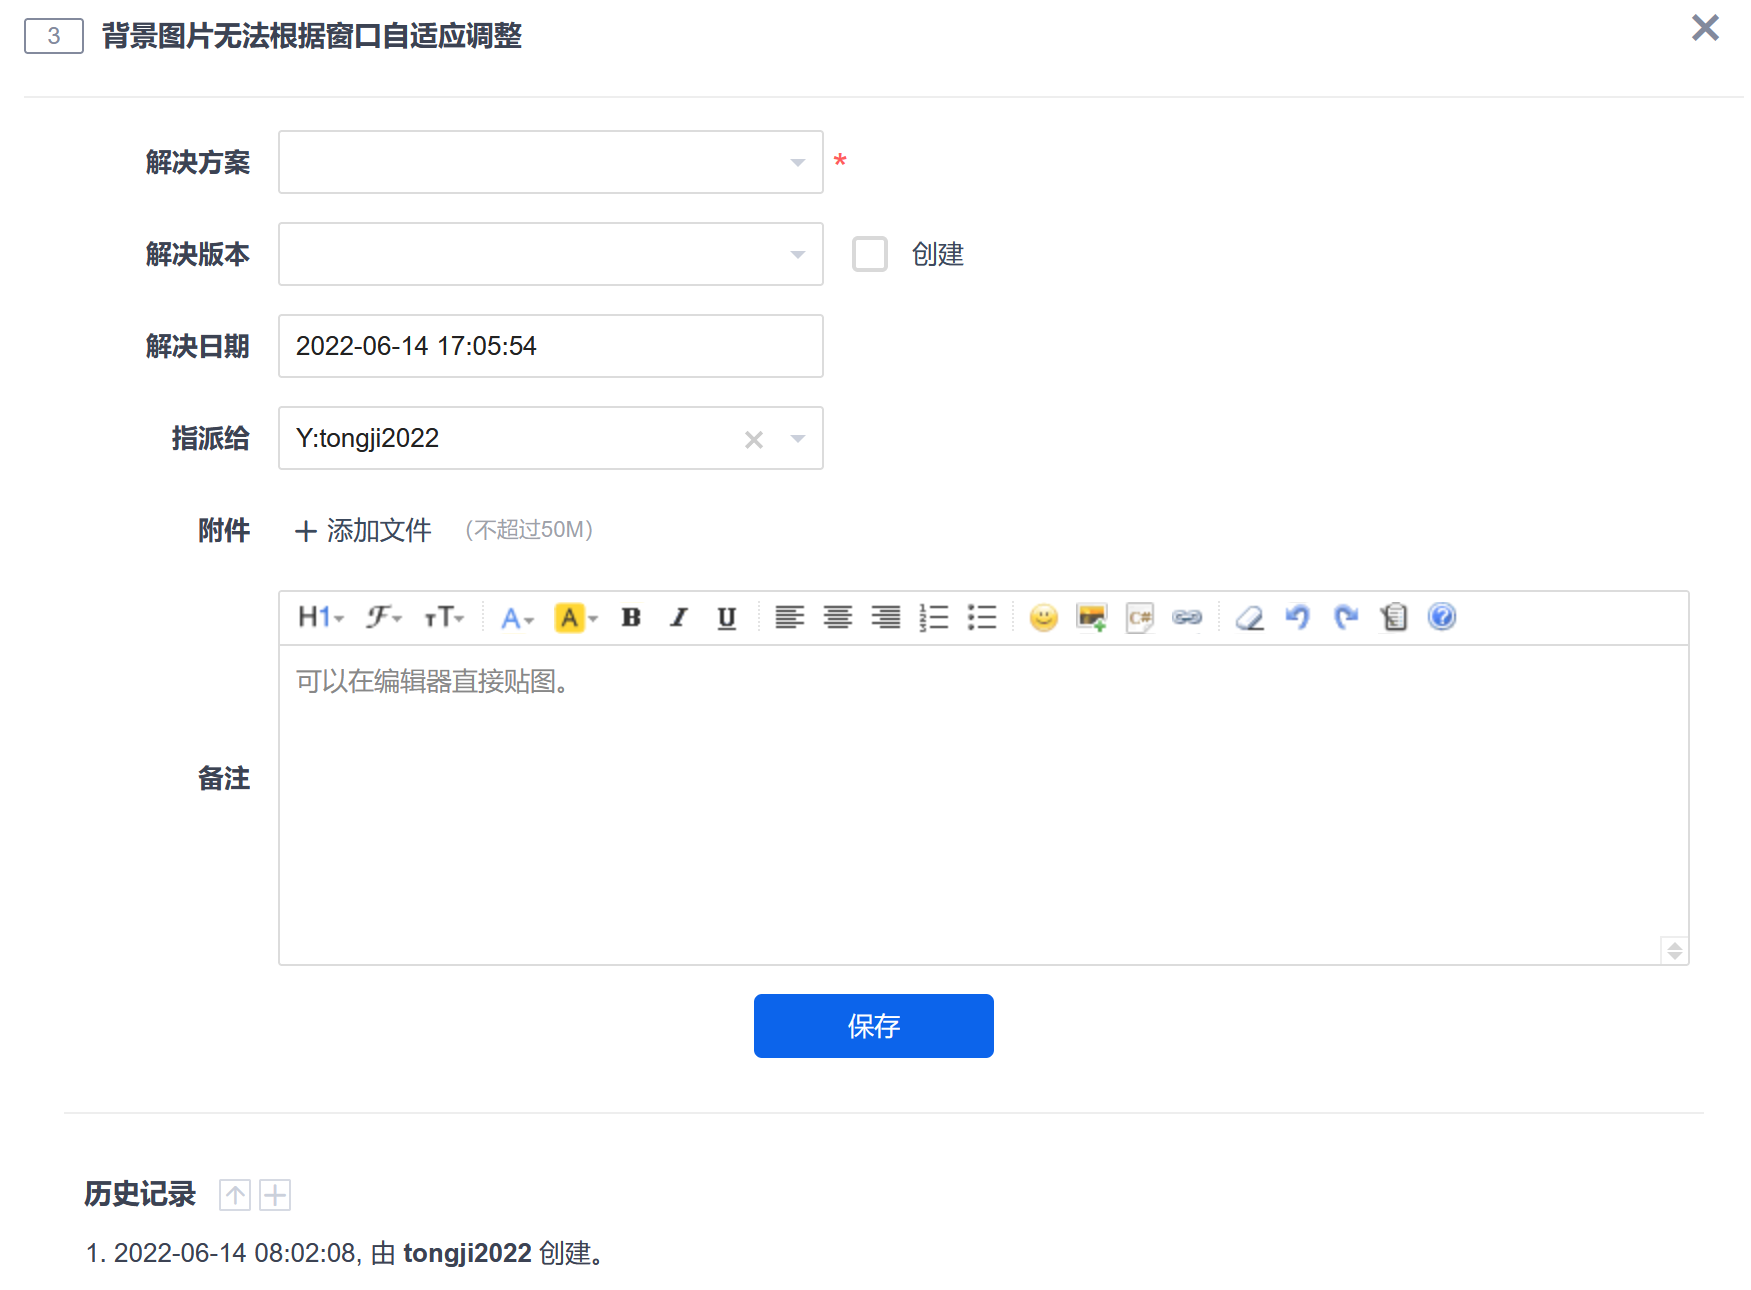 3 背景图片无法根据窗口自适应调整
解决方案 *
解决版本 创建
解决日期 2022-06-14 17:05:54
指派给 Y:tongji2022
附件 添加文件 (不超过50M)
H1 F TT A A B I U C#
可以在编辑器直接贴图。
备注
保存
历史记录
1. 2022-06-14 08:02:08, 由 tongji2022 创建。